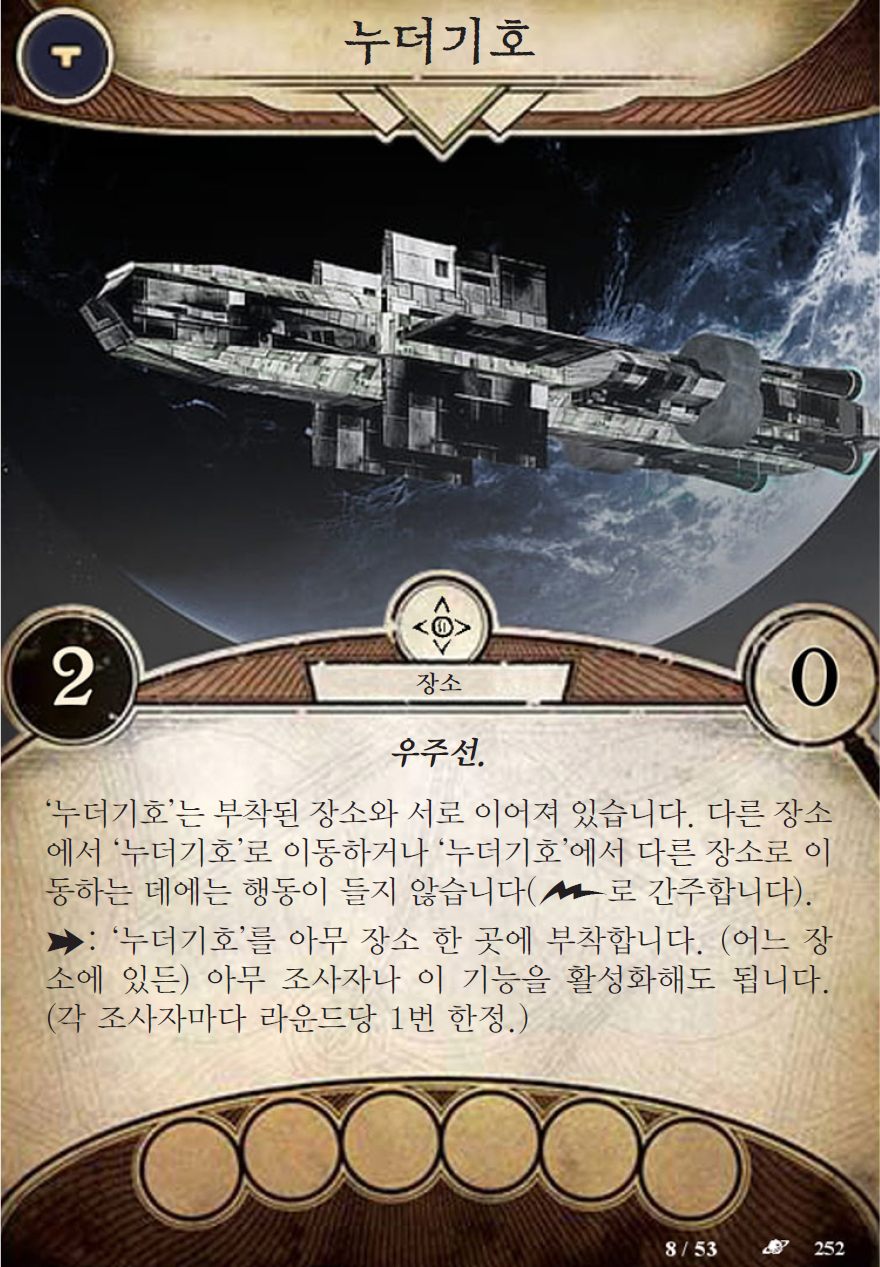 누더기호
2
0
장소
우주선.
‘누더기호’는 부착된 장소와 서로 이어져 있습니다. 다른 장소
에서 ‘누더기호’로 이동하거나 ‘누더기호’에서 다른 장소로 이
동하는 데에는 행동이 들지 않습니다(로 간주합니다).
: ‘누더기호’를 아무 장소 한 곳에 부착합니다. (어느 장
소에 있든) 아무 조사자나 이 기능을 활성화해도 됩니다.
(각 조사자마다 라운드당 1번 한정.)
8 / 53 252